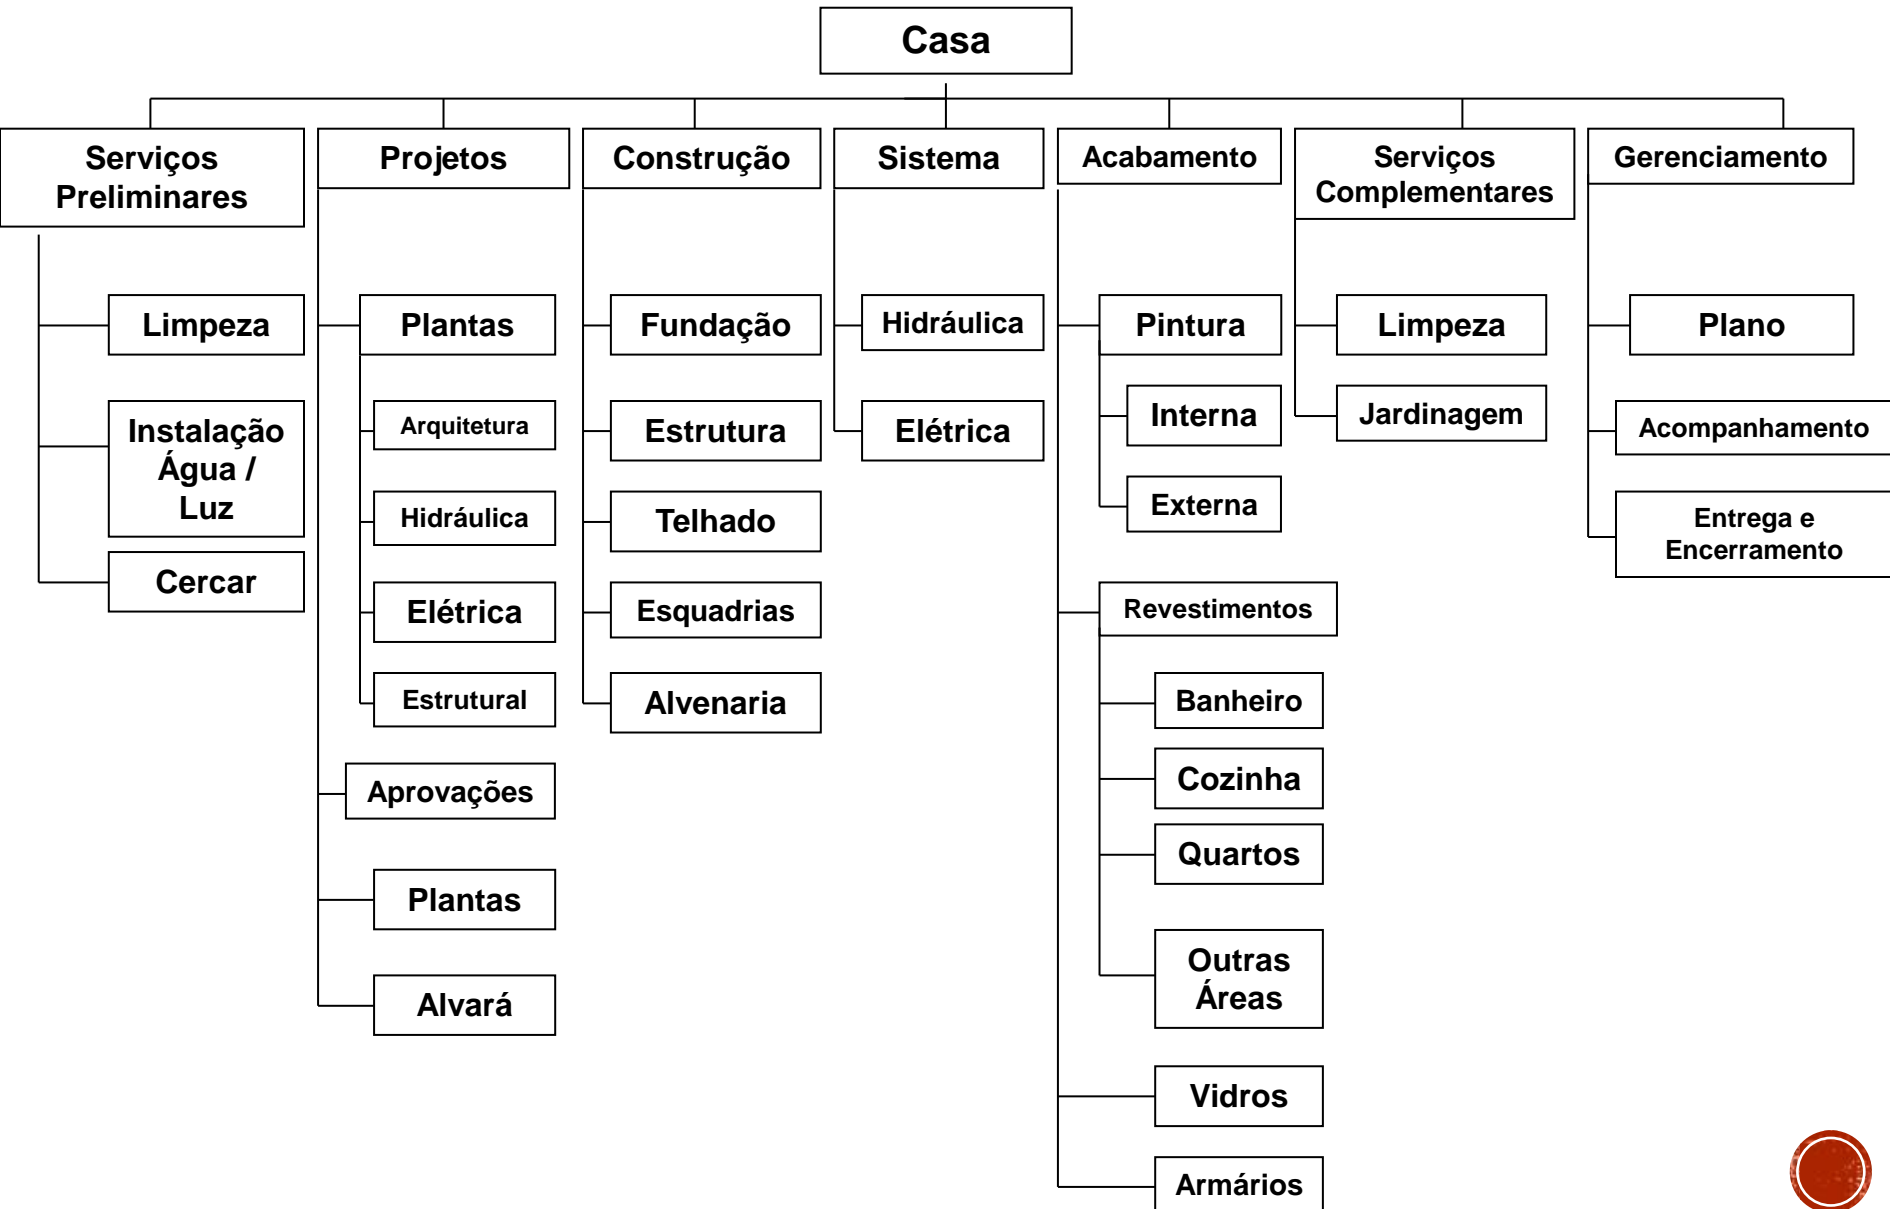 Casa
Serviços
Preliminares
Limpeza
Instalação
Água /
Luz
Cercar
Projetos
Plantas
Arquitetura
Hidráulica
Elétrica
Estrutural
Aprovações
Plantas
Alvará
Construção
Fundação
Estrutura
Telhado
Esquadrias
Alvenaria
Sistema
Hidráulica
Elétrica
Acabamento
Pintura
Interna
Externa
Revestimentos
Banheiro
Cozinha
Quartos
Outras
Áreas
Vidros
Armários
Serviços
Complementares
Limpeza
Jardinagem
Gerenciamento
Plano
Acompanhamento
Entrega e
Encerramento